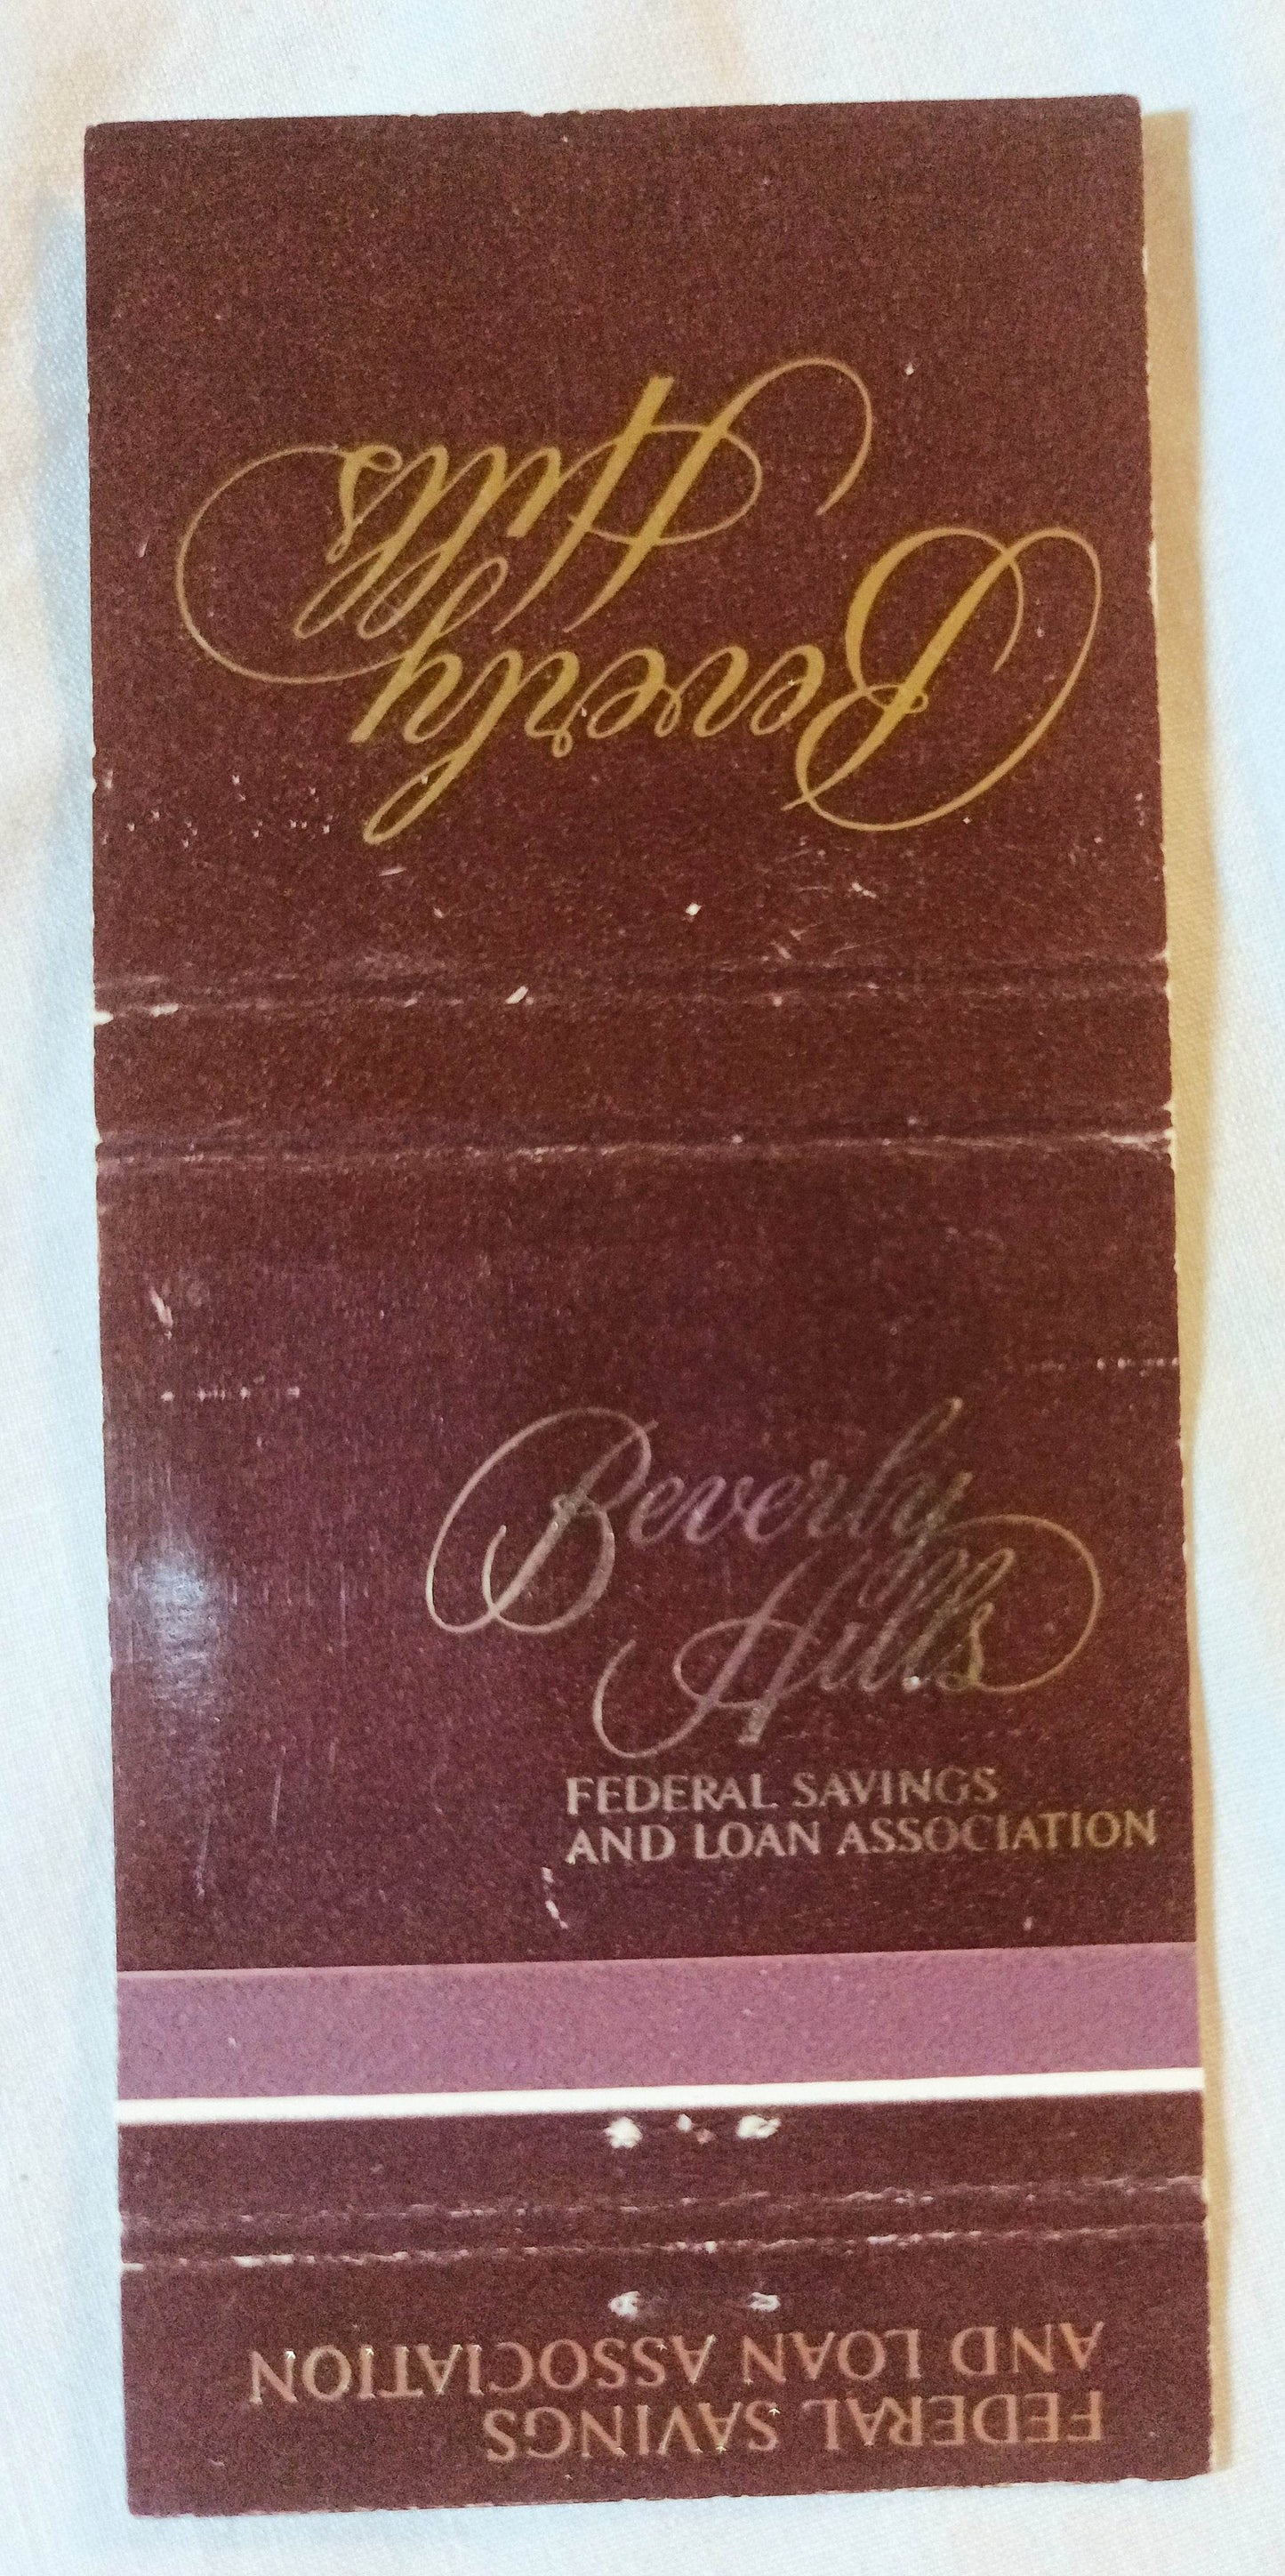 Beverly
Hills
Beverly
Hills
FEDERAL SAVINGS
AND LOAN ASSOCIATION
FEDERAL SAVINGS
AND LOAN ASSOCIATION